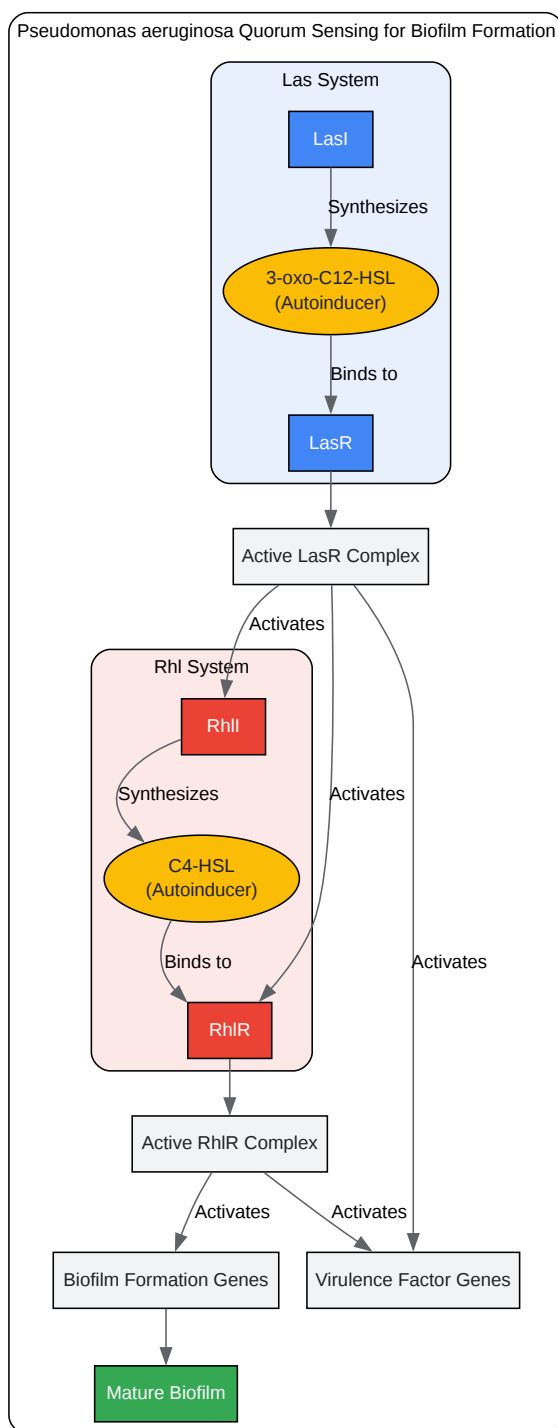 Pseudomonas aeruginosa Quorum Sensing for Biofilm Formation
Las System
LasI
Synthesizes
3-oxo-C12-HSL
(Autoinducer)
Binds to
LasR
Active LasR Complex
Activates
Rhl System
RhlI
Synthesizes
Activates
C4-HSL
(Autoinducer)
Binds to
Activates
RhlR
Active RhlR Complex
Activates
Activates
Biofilm Formation Genes
Virulence Factor Genes
Mature Biofilm